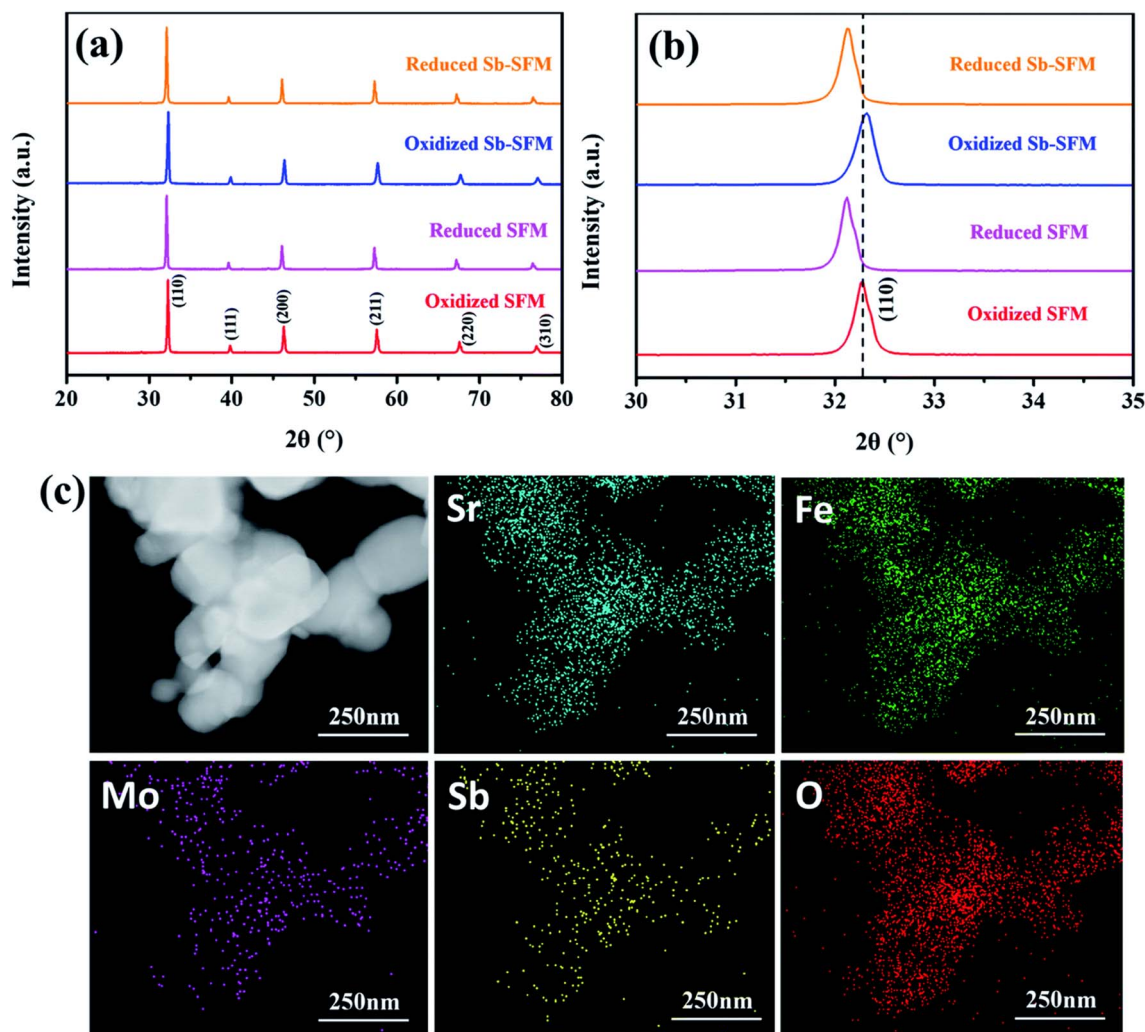 (a)
Reduced Sb-SFM
Oxidized Sb-SFM
Reduced SFM
Oxidized SFM
(110)
(111)
(200)
(211)
(220)
(310)
Intensity (a.u.)
20 30 40 50 60 70 80
2θ (°)
(b)
Reduced Sb-SFM
Oxidized Sb-SFM
Reduced SFM
Oxidized SFM
(110)
Intensity (a.u.)
30 31 32 33 34 35
2θ (°)
(c)
250nm
Sr
250nm
Fe
250nm
Mo
250nm
Sb
250nm
O
250nm